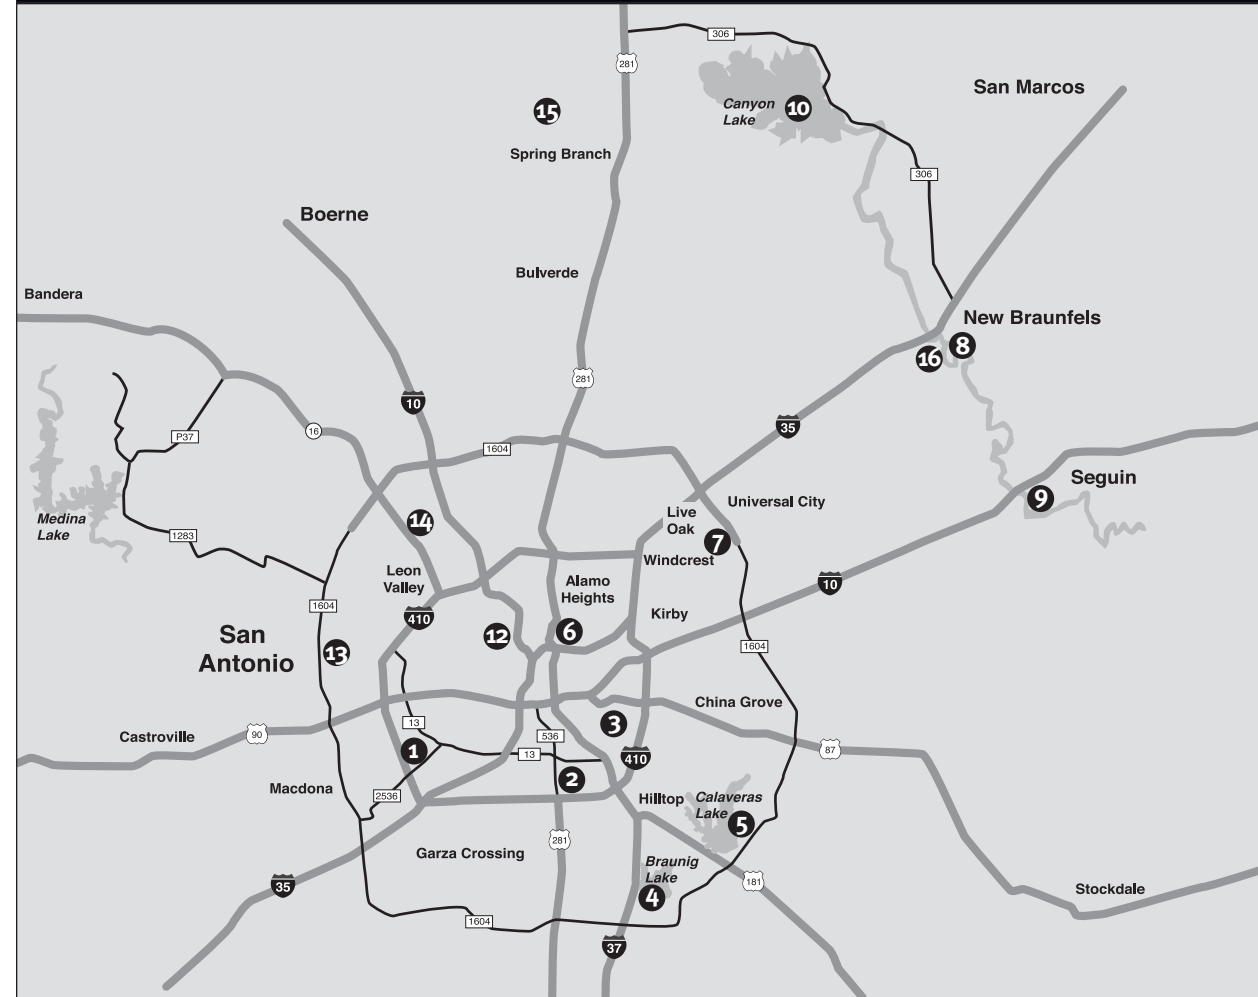 306
281
San Marcos
Canyon
Lake
10
15
Spring Branch
306
Boerne
Bulverde
Bandera
New Braunfels
8
16
281
10
35
P37
16
1604
Seguin
9
Universal City
Live
Oak
7
14
Medina
Lake
1283
Windcrest
Leon
Valley
Alamo
Heights
10
1604
410
Kirby
San
Antonio
12
6
13
1604
China Grove
Castroville
90
13
536
3
87
1
13
410
2
Macdona
2536
Hilltop
Calaveras
Lake
5
281
Garza Crossing
Braunig
Lake
4
181
35
Stockdale
1604
37